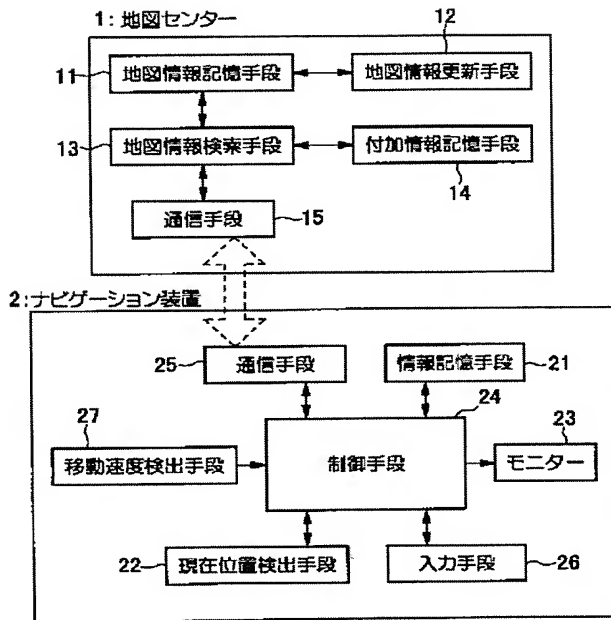 1: 地図センター
12
11 地図情報記憶手段
地図情報更新手段
13 地図情報検索手段
付加情報記憶手段
14
通信手段 15
2:ナビゲーション装置
25 通信手段
情報記憶手段 21
24
27
23
移動速度検出手段
制御手段
モニター
22 現在位置検出手段
入力手段 26